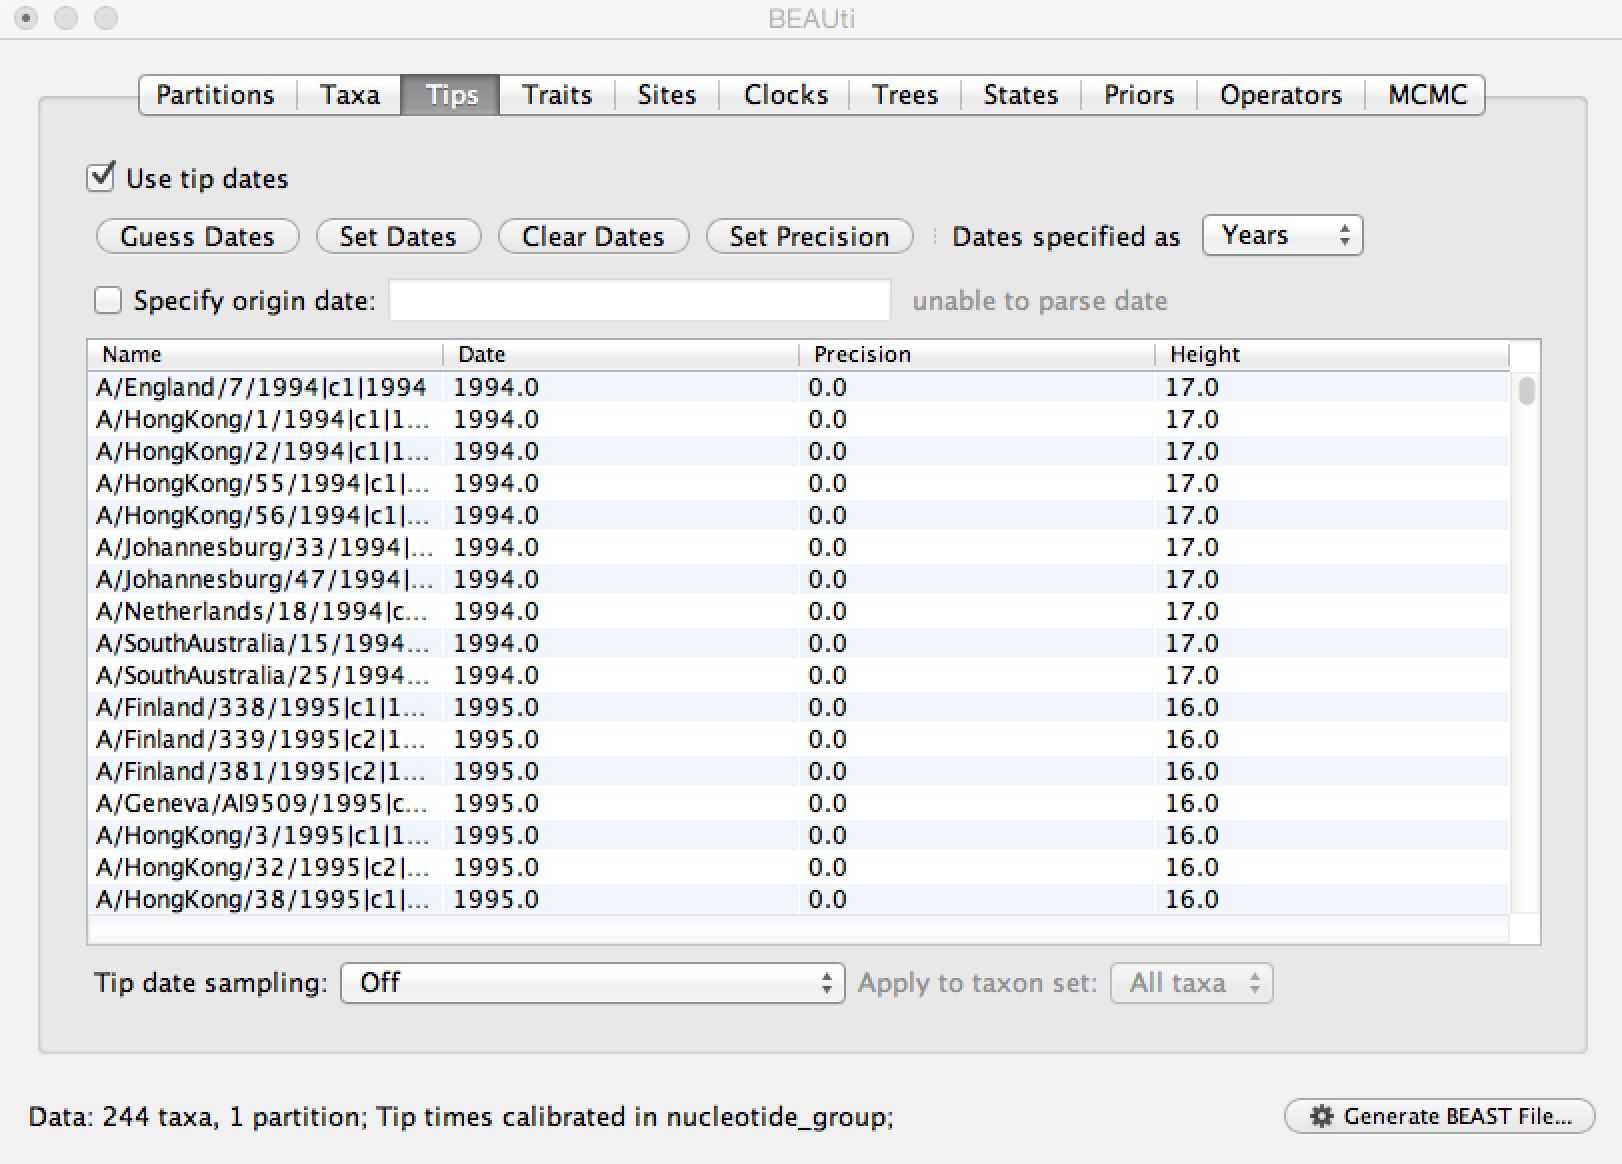 BEAUti
Partitions Taxa Tips Traits Sites Clocks Trees States Priors Operators MCMC
Use tip dates
Guess Dates Set Dates Clear Dates Set Precision Dates specified as Years
Specify origin date: unable to parse date
Name Date Precision Height
A/England/7/1994|c1|1994 1994.0 0.0 17.0
A/HongKong/1/1994|c1|1... 1994.0 0.0 17.0
A/HongKong/2/1994|c1|1... 1994.0 0.0 17.0
A/HongKong/55/1994|c1|... 1994.0 0.0 17.0
A/HongKong/56/1994|c1|... 1994.0 0.0 17.0
A/Johannesburg/33/1994|... 1994.0 0.0 17.0
A/Johannesburg/47/1994|... 1994.0 0.0 17.0
A/Netherlands/18/1994|c... 1994.0 0.0 17.0
A/SouthAustralia/15/1994... 1994.0 0.0 17.0
A/SouthAustralia/25/1994... 1994.0 0.0 17.0
A/Finland/338/1995|c1|1... 1995.0 0.0 16.0
A/Finland/339/1995|c2|1... 1995.0 0.0 16.0
A/Finland/381/1995|c2|1... 1995.0 0.0 16.0
A/Geneva/AI9509/1995|c... 1995.0 0.0 16.0
A/HongKong/3/1995|c1|1... 1995.0 0.0 16.0
A/HongKong/32/1995|c2|... 1995.0 0.0 16.0
A/HongKong/38/1995|c1|... 1995.0 0.0 16.0
Tip date sampling: Off Apply to taxon set: All taxa
Data: 244 taxa, 1 partition; Tip times calibrated in nucleotide_group; Generate BEAST File...